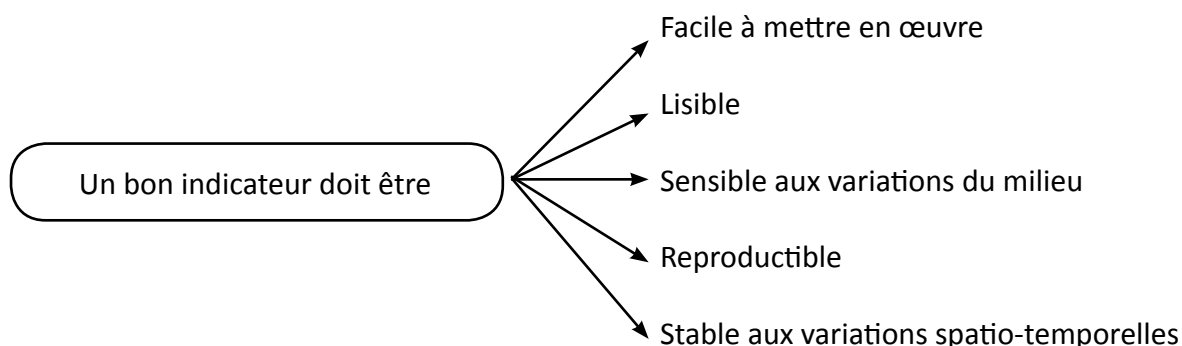 Un bon indicateur doit être
Facile à mettre en œuvre
Lisible
Sensible aux variations du milieu
Reproductible
Stable aux variations spatio-temporelles